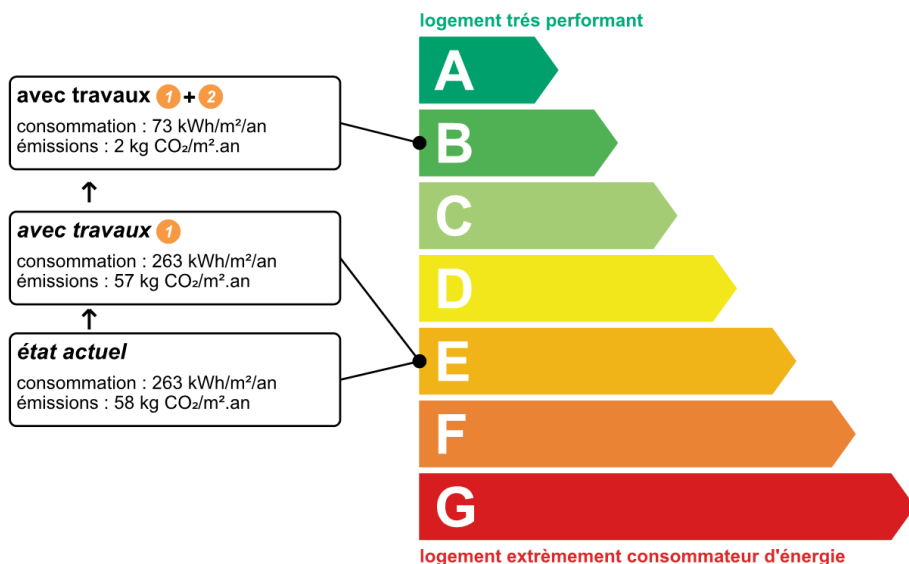 logement trés performant
avec travaux 1 + 2
consommation : 73 kWh/m²/an
émissions : 2 kg CO₂/m².an
avec travaux 1
consommation : 263 kWh/m²/an
émissions : 57 kg CO₂/m².an
état actuel
consommation : 263 kWh/m²/an
émissions : 58 kg CO₂/m².an
A
B
C
D
E
F
G
logement extrèmement consommateur d'énergie